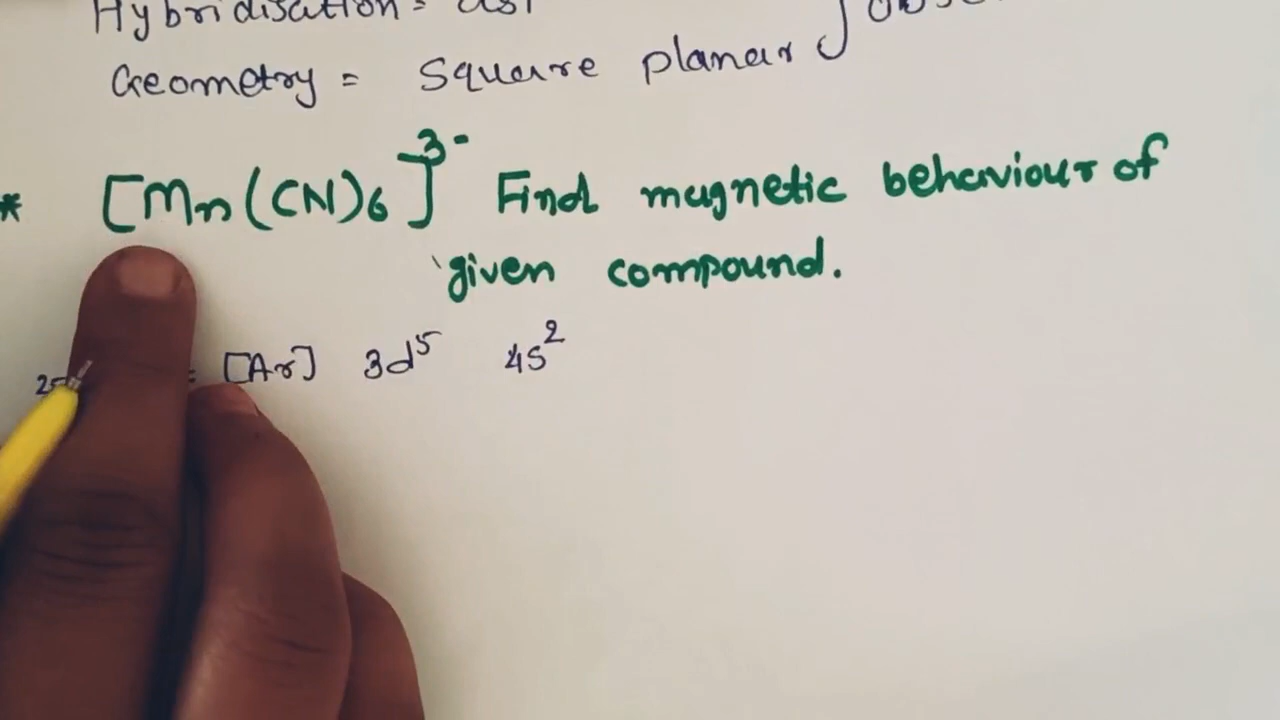 Hybridisation =
Geometry = Square planar
* [Mn(CN)6]3- Find magnetic behaviour of
given compound.
= [Ar] 3d5 4s2